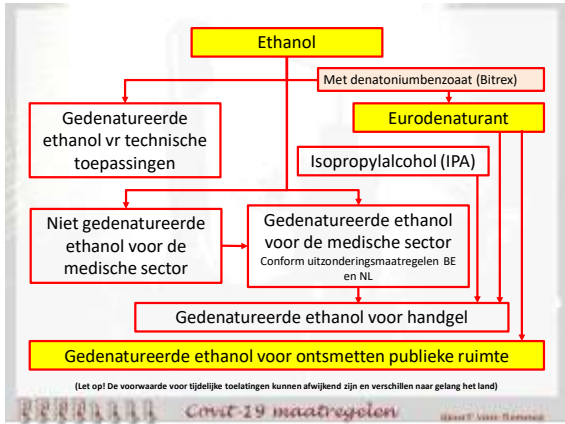 Ethanol
Met denatoniumbenzoaat (Bitrex)
Gedenatureerde
ethanol vr technische
toepassingen
Eurodenaturant
Isopropylalcohol (IPA)
Niet gedenatureerde
ethanol voor de
medische sector
Gedenatureerde ethanol
voor de medische sector
Conform uitzonderingsmaatregelen BE
en NL
Gedenatureerde ethanol voor handgel
Gedenatureerde ethanol voor ontsmetten publieke ruimte
(Let op! De voorwaarde voor tijdelijke toelatingen kunnen afwijkend zijn en verschillen naar gelang het land)
Covit-19 maatregelen